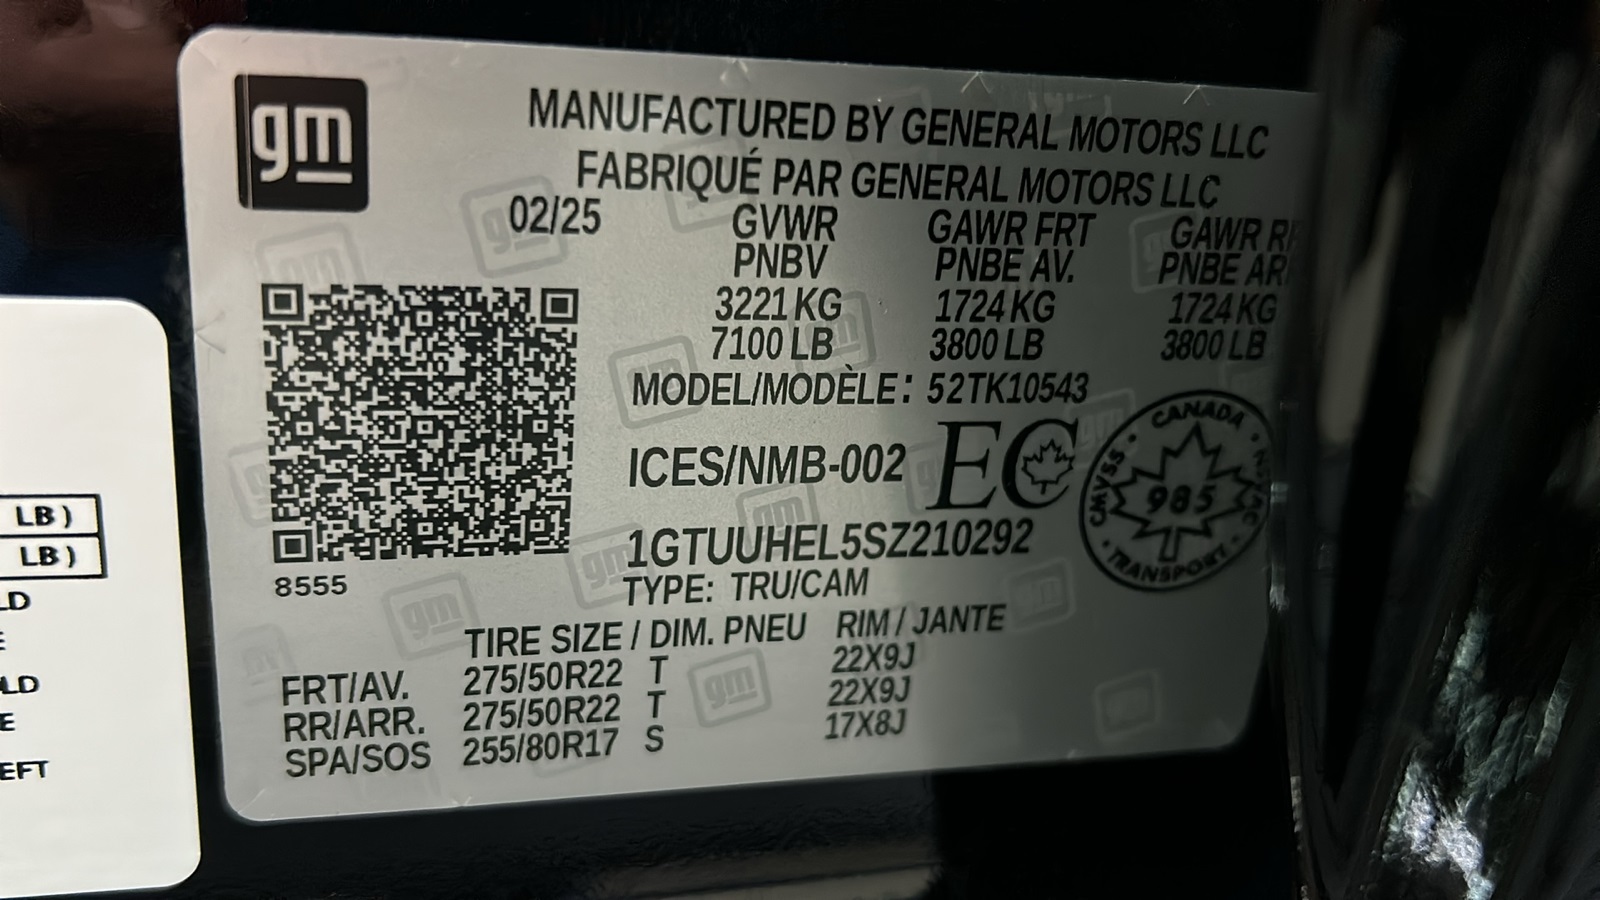 gm
MANUFACTURED BY GENERAL MOTORS LLC
FABRIQUÉ PAR GENERAL MOTORS LLC
02/25 GVWR GAWR FRT GAWR
PNBV PNBE AV. PNBE
3221 KG 1724 KG 1724 KG
7100 LB 3800 LB 3800 LB
MODEL/MODÈLE: 52TK10543
ICES/NMB-002 EC
CANADA
CMVSS 985
TRANSPORT
1GTUUHEL5SZ210292
8555
TYPE: TRU/CAM
TIRE SIZE / DIM. PNEU RIM / JANTE
FRT/AV. 275/50R22 T 22X9J
RR/ARR. 275/50R22 T 22X9J
SPA/SOS 255/80R17 S 17X8J
LB)
LB)
LD
E
LD
E
EFT